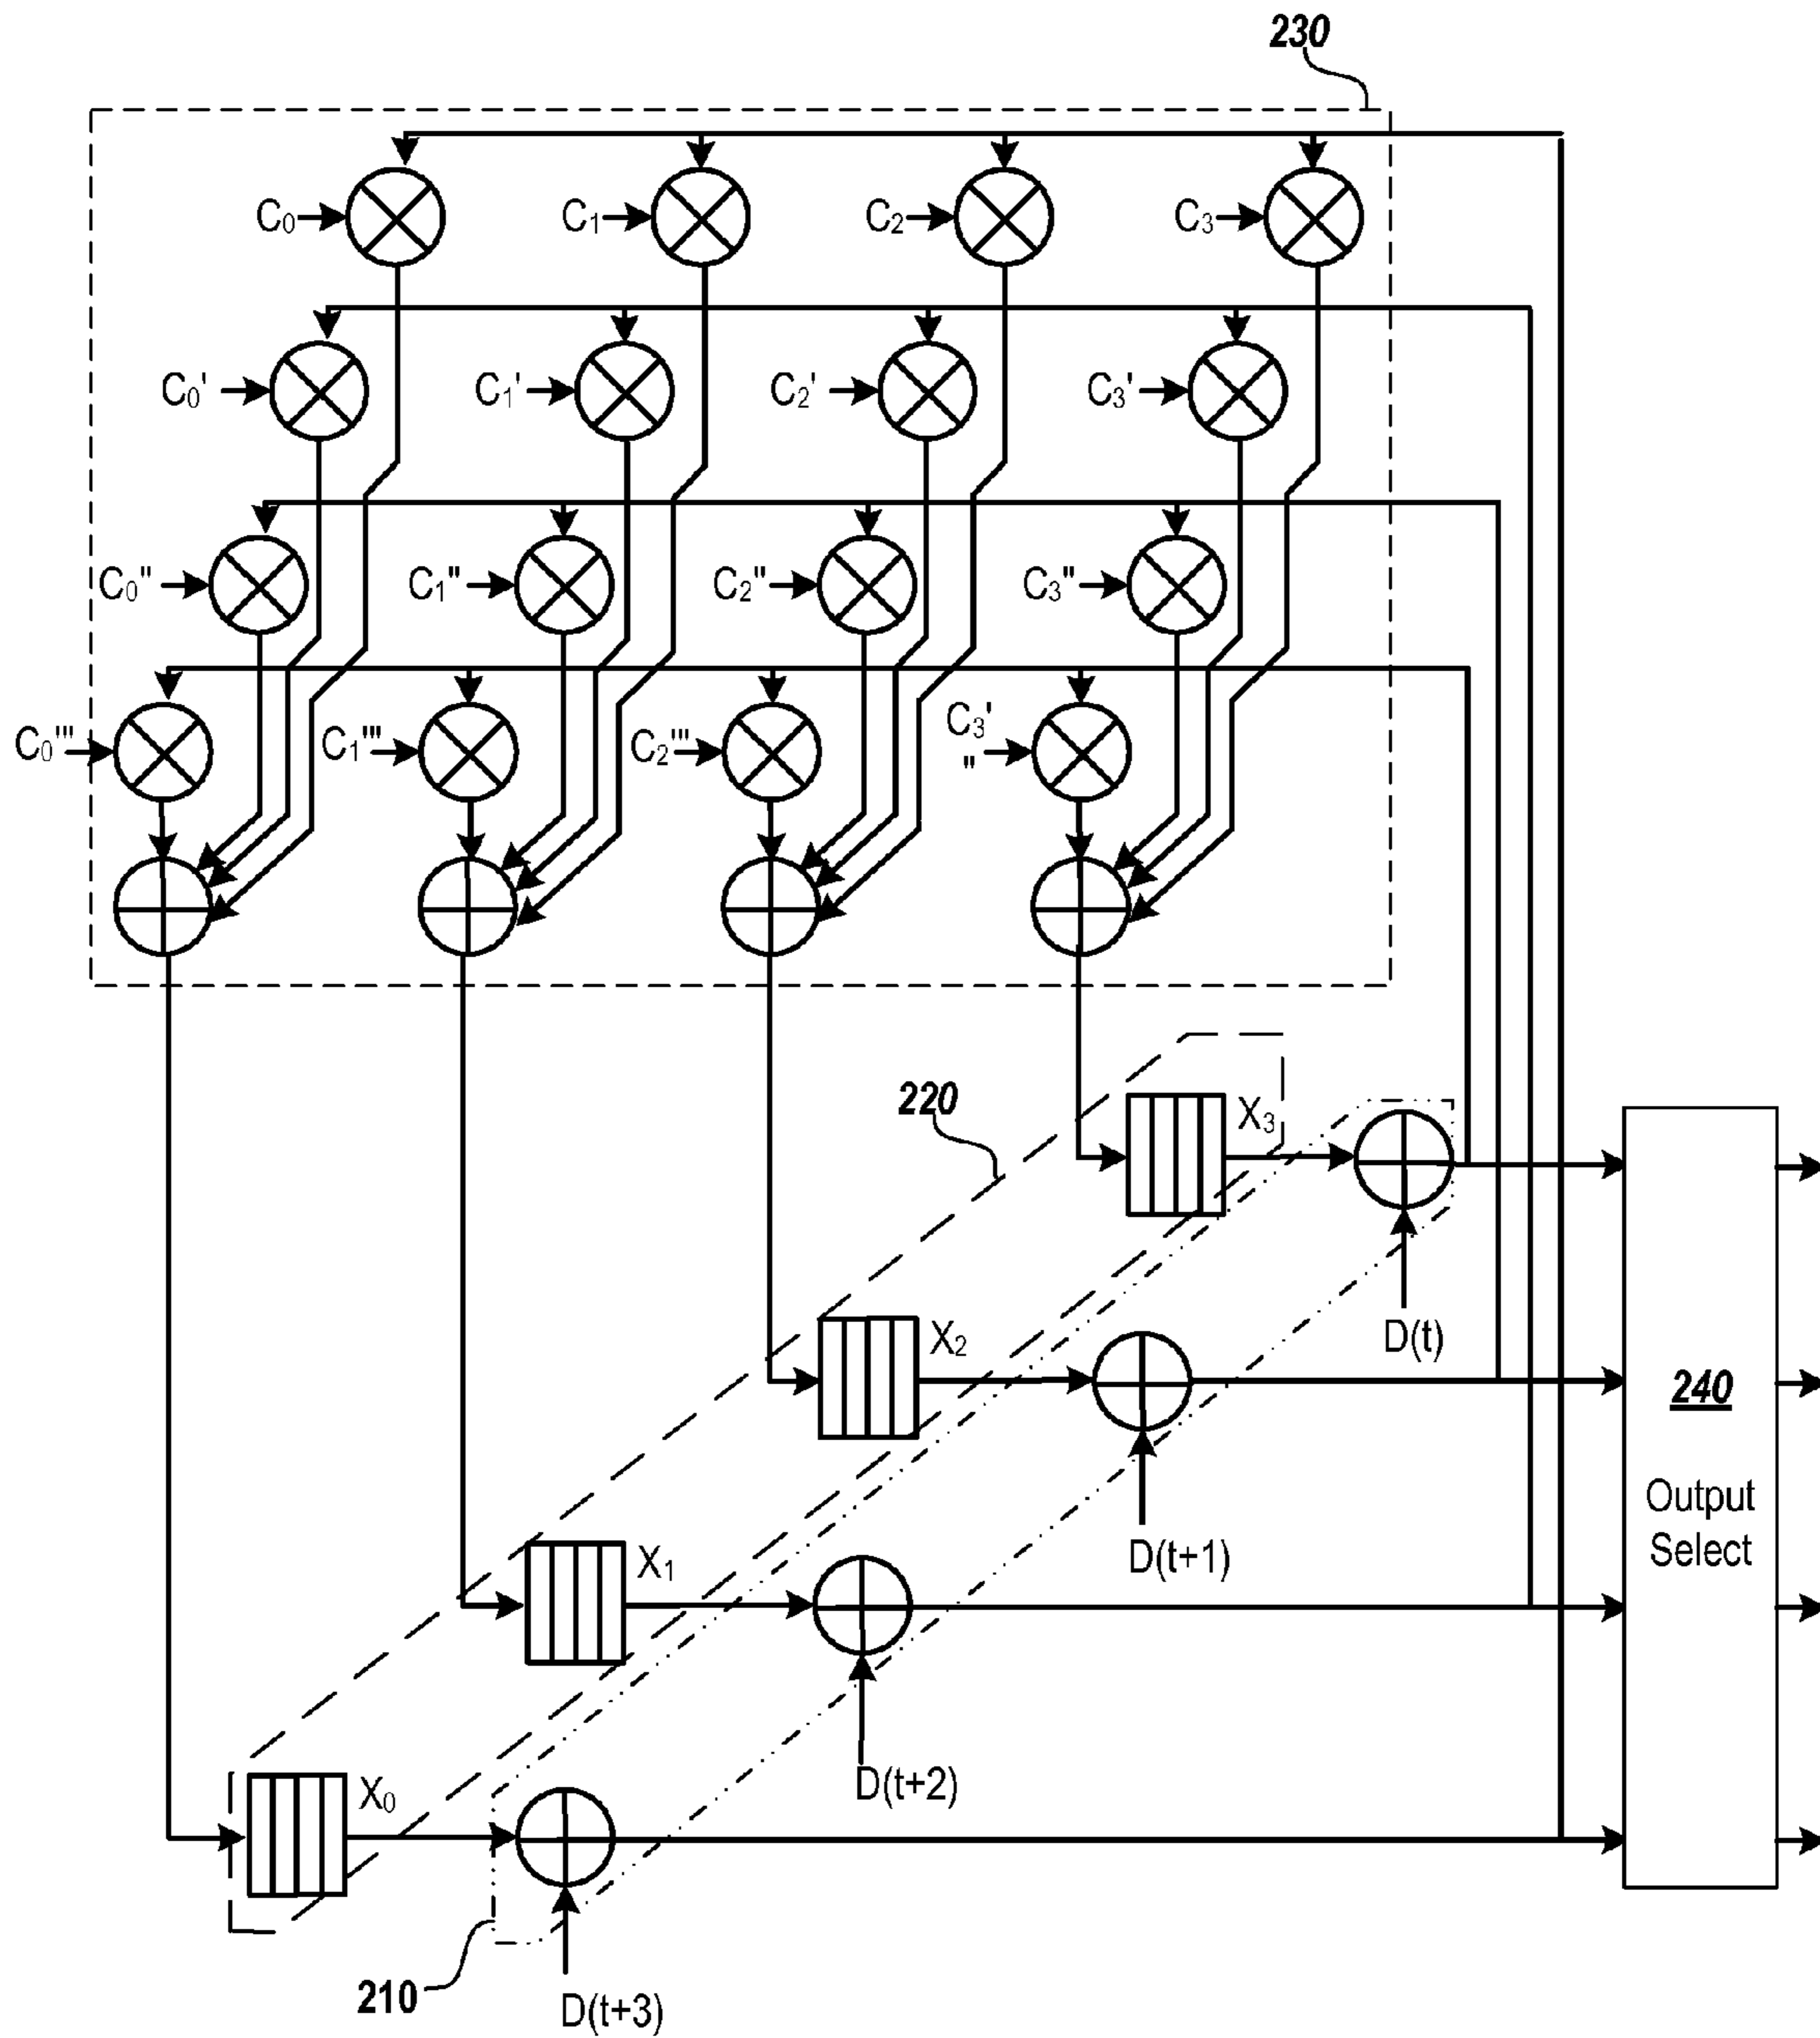 230
C₀ C₁ C₂ C₃
C₀' C₁' C₂' C₃'
C₀" C₁" C₂" C₃"
C₀'" C₁'" C₂'" C₃'
"
220
X₃
D(t)
X₂
240
D(t+1)
Output
Select
X₁
D(t+2)
X₀
210
D(t+3)